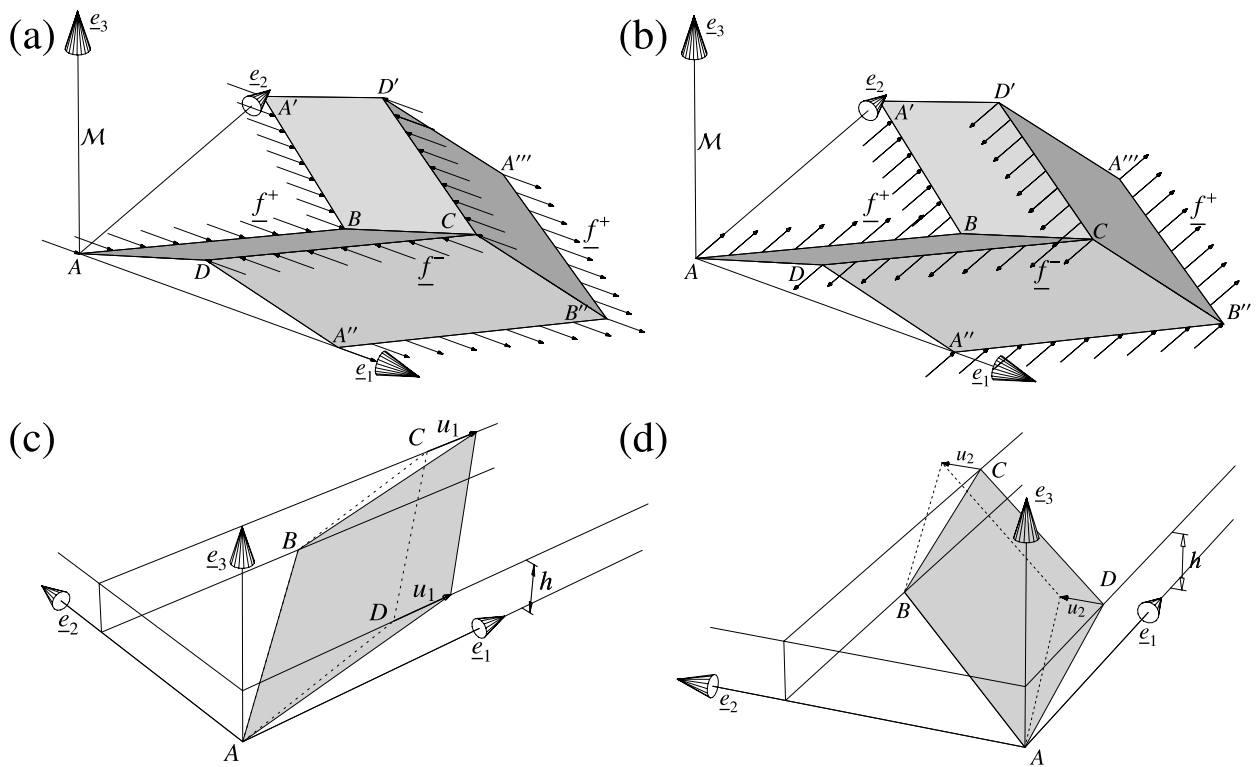 (a)
e3
e2
A′
D′
M
A‴
f+
B
C
f+
A
D
f−
B″
A″
e1
(b)
e3
e2
A′
D′
M
A‴
f+
f+
B
C
A
D
f−
B″
A″
e1
(c)
C
u1
B
e3
h
u1
D
e2
e1
A
(d)
u2
C
e3
D
h
B
u2
e1
e2
A